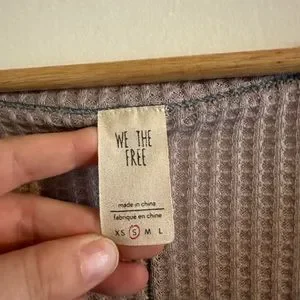 WE THE
FREE
made in china
fabriqué en chine
XS S M L